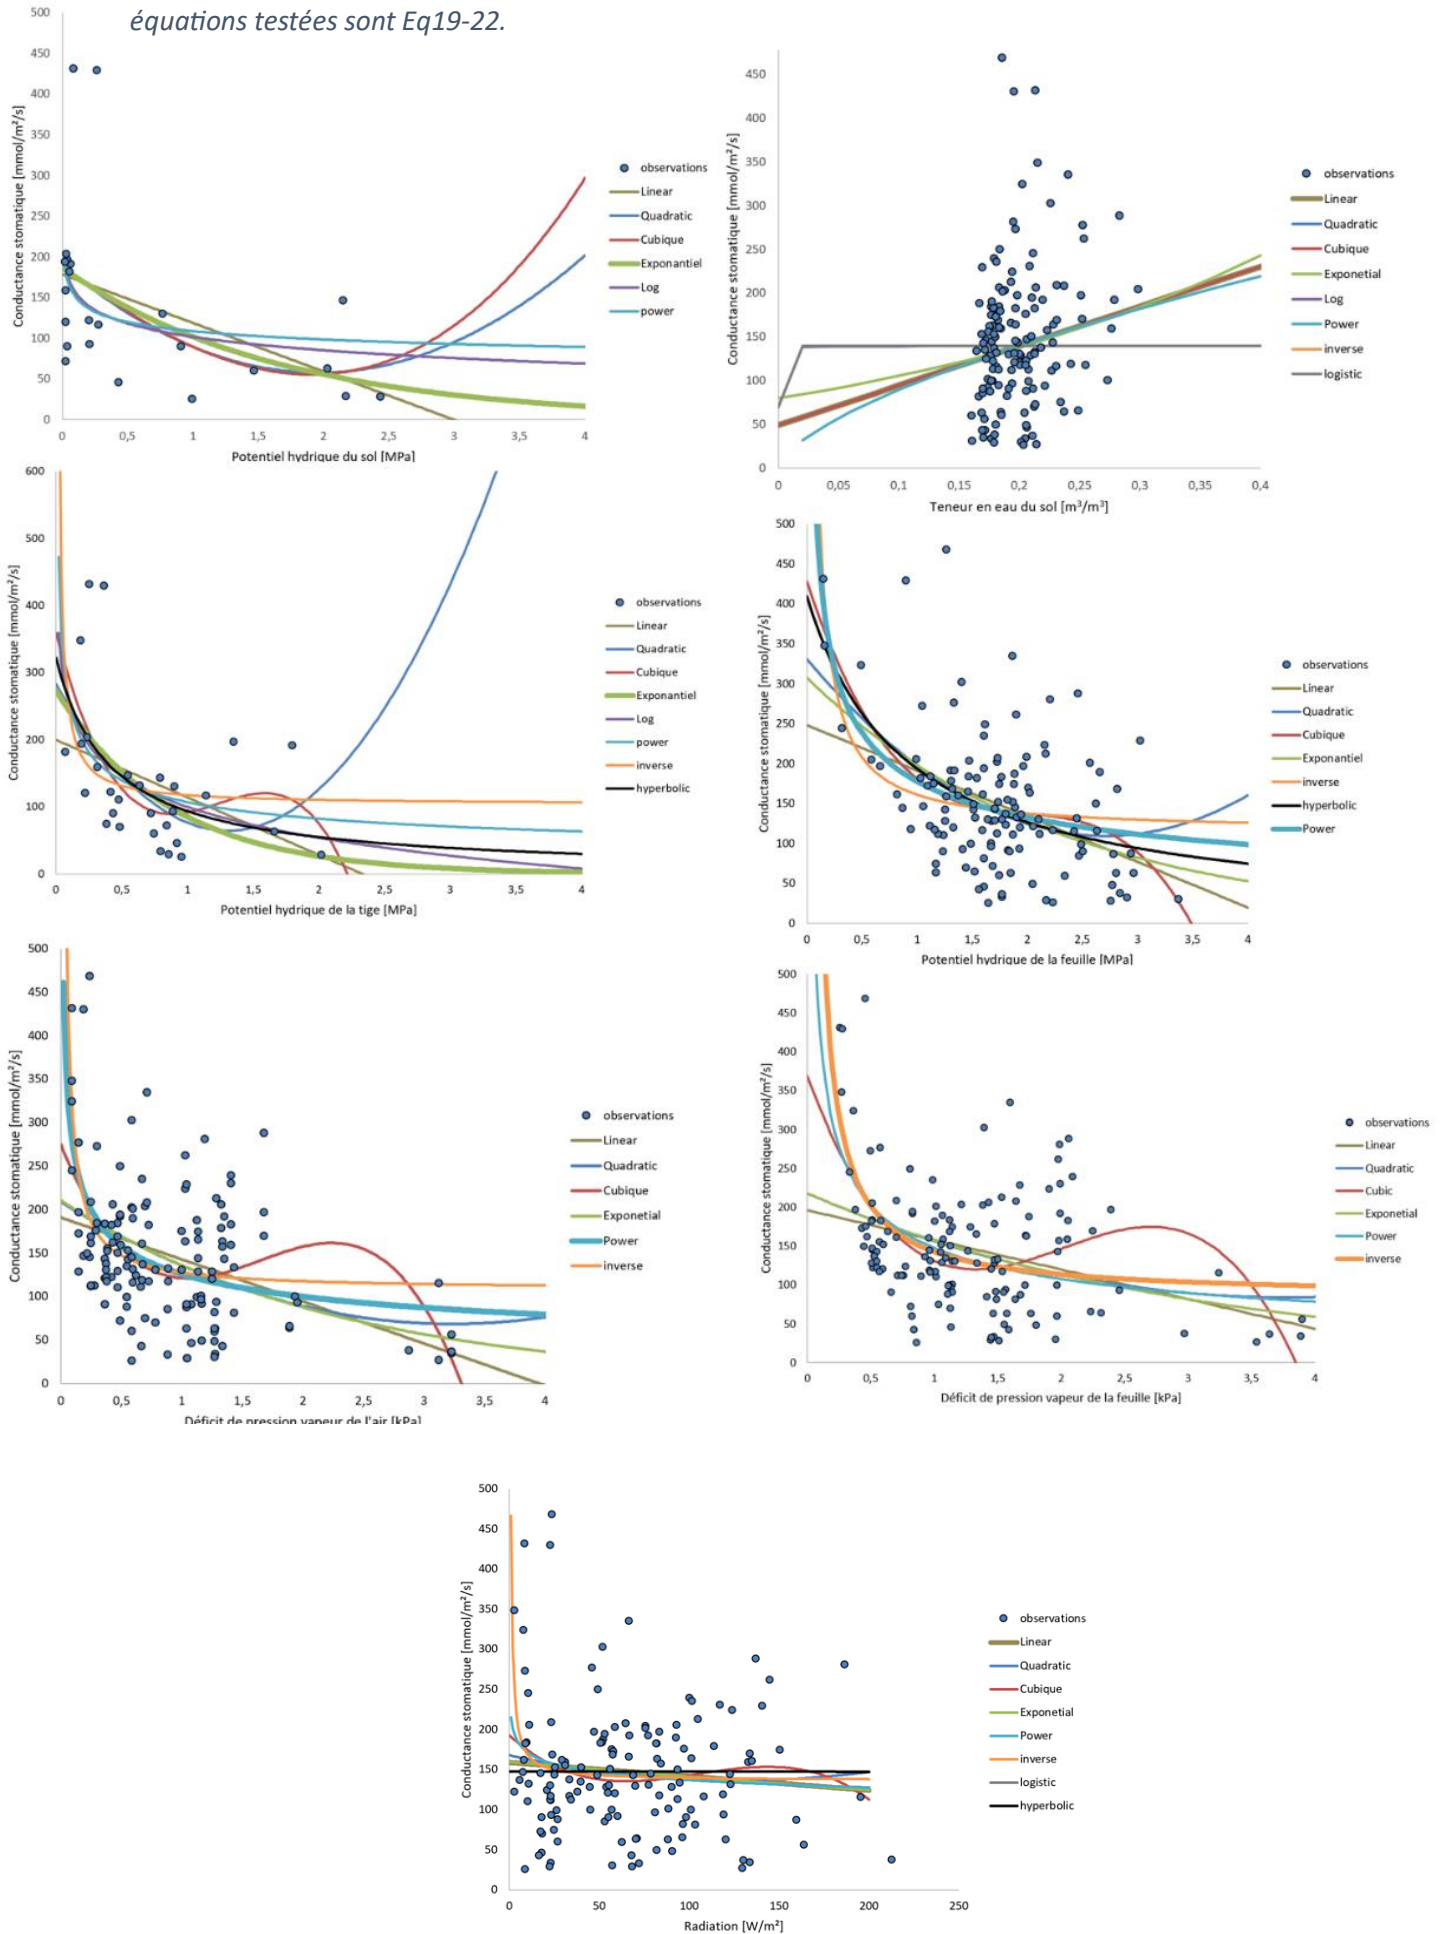 équations testées sont Eq19-22.
Conductance stomatique [mmol/m²/s]
500
450
400
350
300
250
200
150
100
50
0
0 0,5 1 1,5 2 2,5 3 3,5 4
Potentiel hydrique du sol [MPa]
observations
Linear
Quadratic
Cubique
Exponantiel
Log
power
Conductance stomatique [mmol/m²/s]
450
400
350
300
250
200
150
100
50
0
0 0,05 0,1 0,15 0,2 0,25 0,3 0,35 0,4
Teneur en eau du sol [m³/m³]
observations
Linear
Quadratic
Cubique
Exponetial
Log
Power
inverse
logistic
Conductance stomatique [mmol/m²/s]
600
500
400
300
200
100
0
0 0,5 1 1,5 2 2,5 3 3,5 4
Potentiel hydrique de la tige [MPa]
observations
Linear
Quadratic
Cubique
Exponantiel
Log
power
inverse
hyperbolic
Conductance stomatique [mmol/m²/s]
500
450
400
350
300
250
200
150
100
50
0
0 0,5 1 1,5 2 2,5 3 3,5 4
Potentiel hydrique de la feuille [MPa]
observations
Linear
Quadratic
Cubique
Exponantiel
inverse
hyperbolic
Power
Conductance stomatique [mmol/m²/s]
500
450
400
350
300
250
200
150
100
50
0
0 0,5 1 1,5 2 2,5 3 3,5 4
Déficit de pression vapeur de l'air [kPa]
observations
Linear
Quadratic
Cubique
Exponetial
Power
inverse
Conductance stomatique [mmol/m²/s]
500
450
400
350
300
250
200
150
100
50
0
0 0,5 1 1,5 2 2,5 3 3,5 4
Déficit de pression vapeur de la feuille [kPa]
observations
Linear
Quadratic
Cubic
Exponetial
Power
inverse
Conductance stomatique [mmol/m²/s]
500
450
400
350
300
250
200
150
100
50
0
0 50 100 150 200 250
Radiation [W/m²]
observations
Linear
Quadratic
Cubique
Exponetial
Power
inverse
logistic
hyperbolic